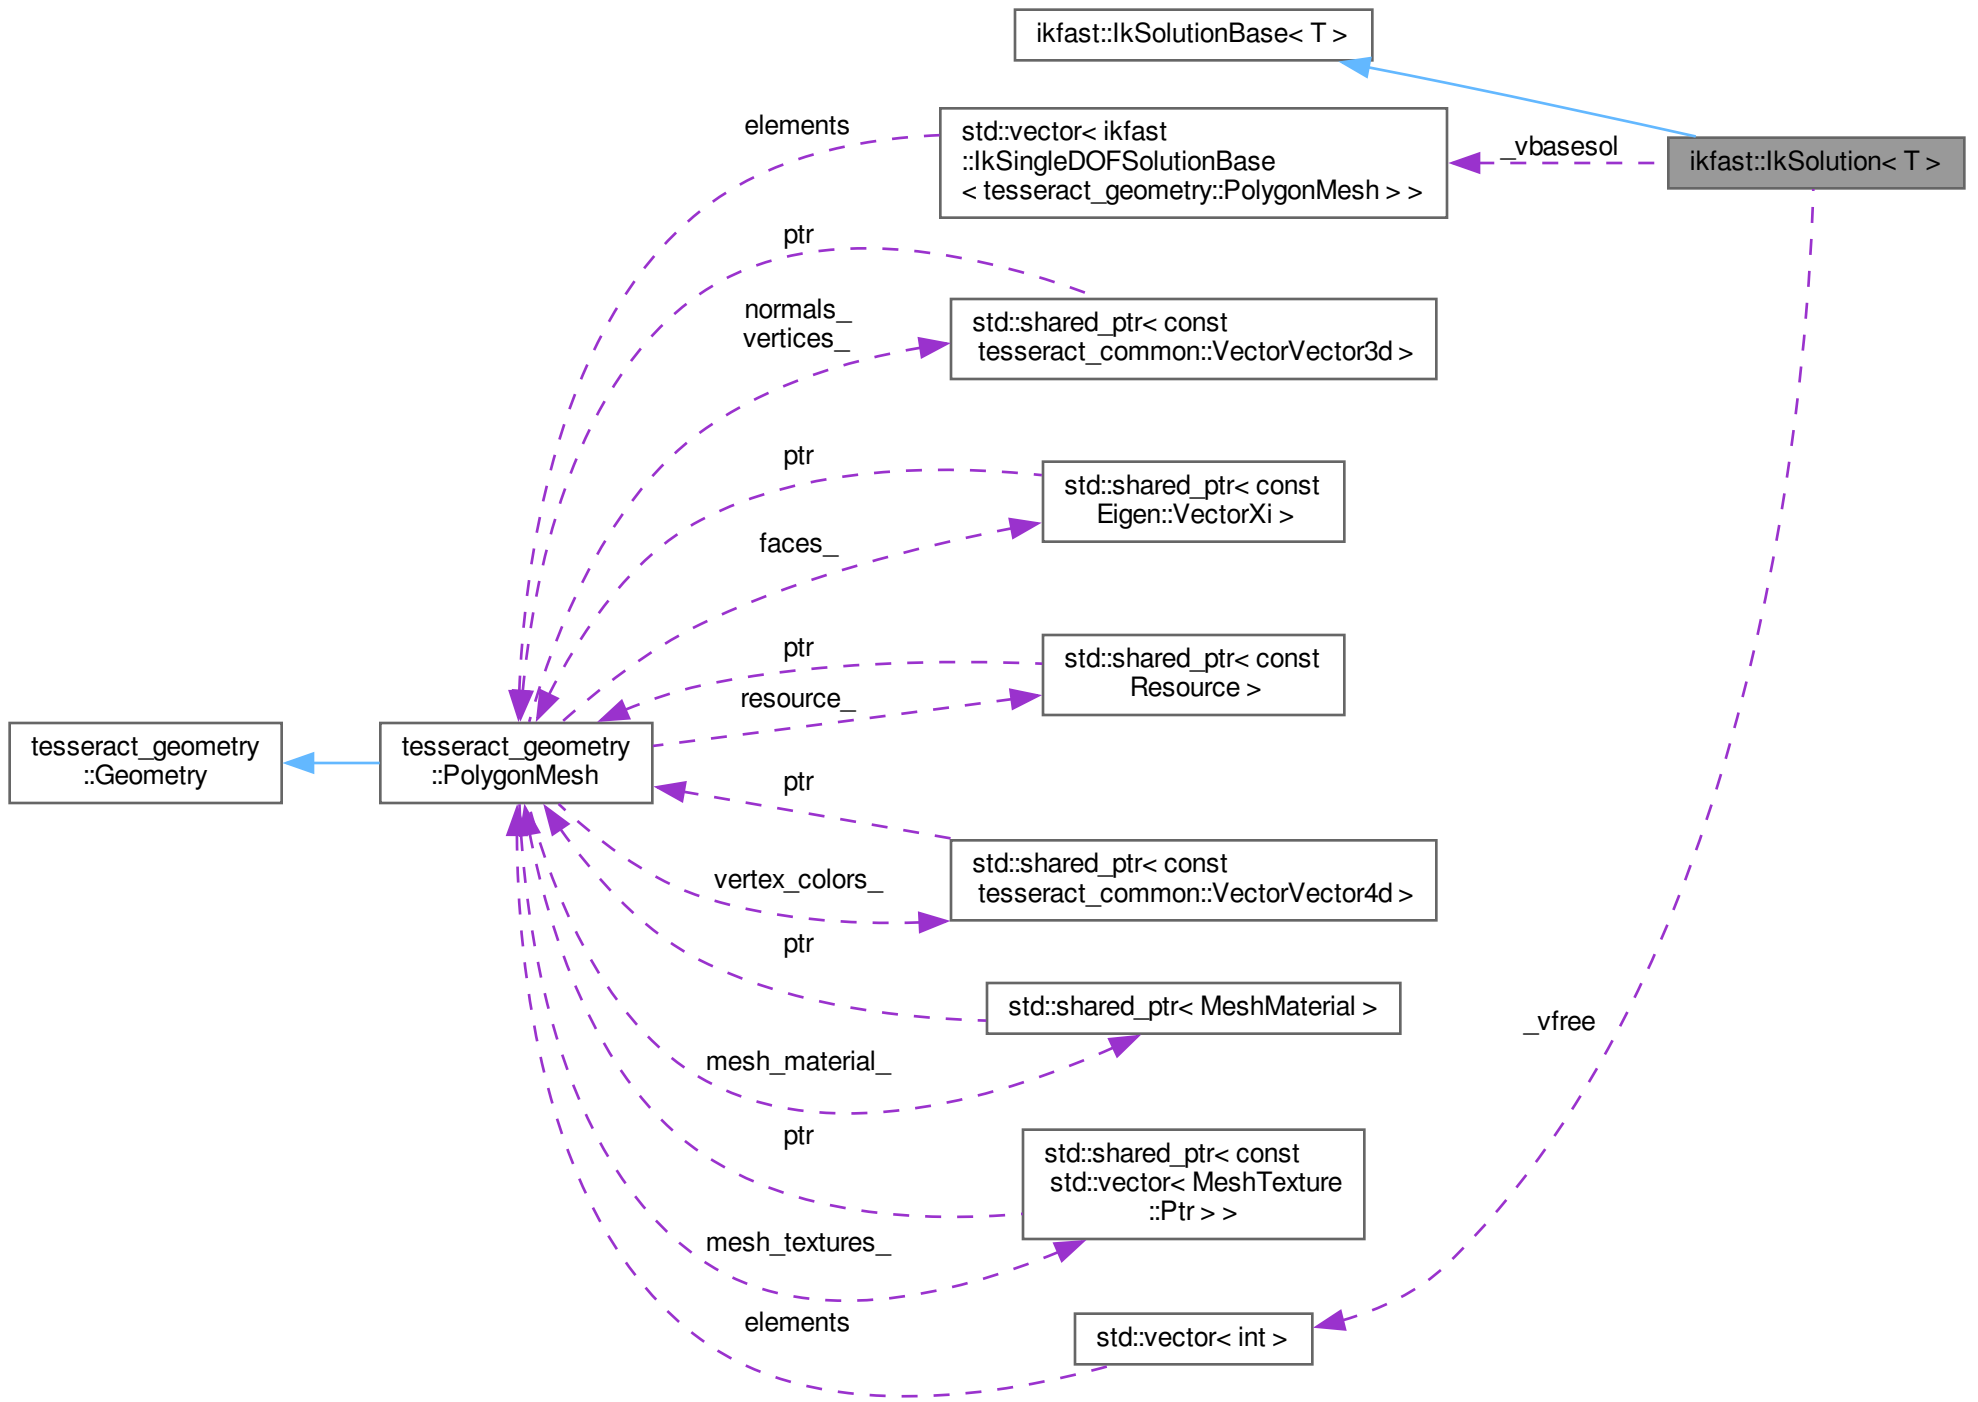 ikfast::IkSolutionBase< T >
elements
std::vector< ikfast
::IkSingleDOFSolutionBase
< tesseract_geometry::PolygonMesh > >
_vbasesol
ikfast::IkSolution< T >
ptr
normals_
vertices_
std::shared_ptr< const
tesseract_common::VectorVector3d >
ptr
std::shared_ptr< const
Eigen::VectorXi >
faces_
ptr
std::shared_ptr< const
Resource >
resource_
tesseract_geometry
::Geometry
tesseract_geometry
::PolygonMesh
ptr
std::shared_ptr< const
tesseract_common::VectorVector4d >
vertex_colors_
ptr
std::shared_ptr< MeshMaterial >
_vfree
mesh_material_
ptr
std::shared_ptr< const
std::vector< MeshTexture
::Ptr > >
mesh_textures_
elements
std::vector< int >